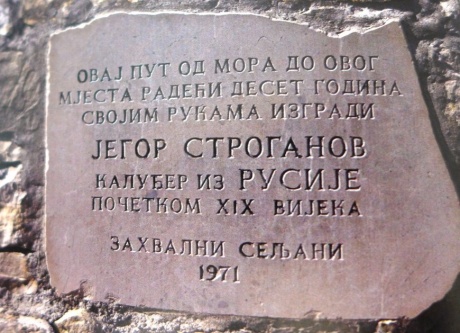 ОВАЈ ПУТ ОД МОРА ДО ОВОГ
МЈЕСТА РАДЕЋИ ДЕСЕТ ГОДИНА
СВОЈИМ РУКАМА ИЗГРАДИ
ЈЕГОР СТРОГАНОВ
КАЛУЂЕР ИЗ РУСИЈЕ
ПОЧЕТКОМ XIX ВИЈЕКА
ЗАХВАЛНИ СЕЉАНИ
1971